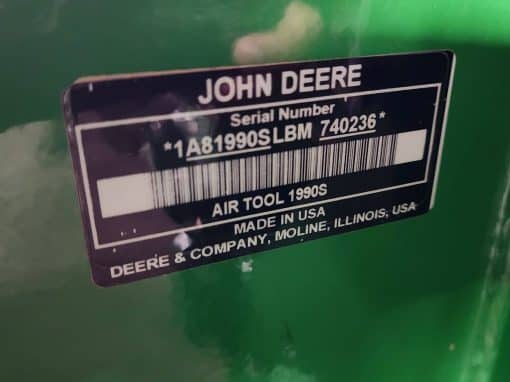 JOHN DEERE
Serial Number
*1A81990SLBM 740236*
AIR TOOL 1990S
MADE IN USA
DEERE & COMPANY, MOLINE, ILLINOIS, USA